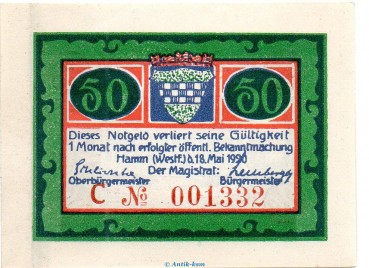 50 50
Dieses Notgeld verliert seine Gültigkeit
1 Monat nach erfolgter öffentl. Bekanntmachung
Hamm (Westf.) d. 18. Mai 1920
Der Magistrat:
Oberbürgermeister Bürgermeister
C No 001332
© Antik-kum